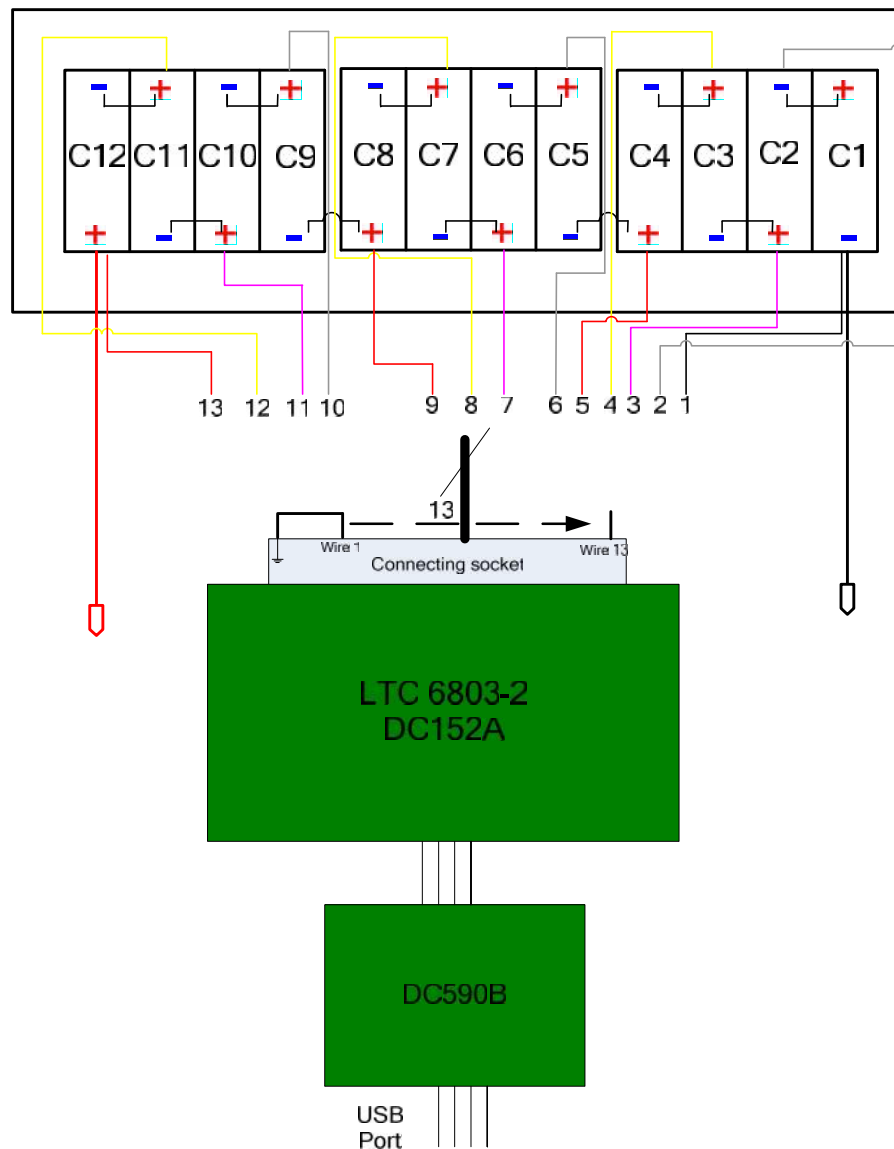 C12 C11 C10 C9 C8 C7 C6 C5 C4 C3 C2 C1
13 12 11 10 9 8 7 6 5 4 3 2 1
13
Wire 1 Wire 13
Connecting socket
LTC 6803-2
DC152A
DC590B
USB
Port